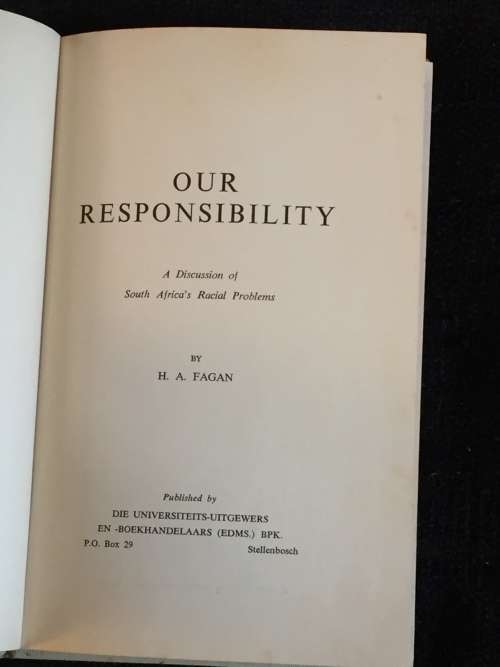 OUR
RESPONSIBILITY
A Discussion of
South Africa's Racial Problems
BY
H. A. FAGAN
Published by
DIE UNIVERSITEITS-UITGEWERS
EN -BOEKHANDELAARS (EDMS.) BPK.
P.O. Box 29 Stellenbosch